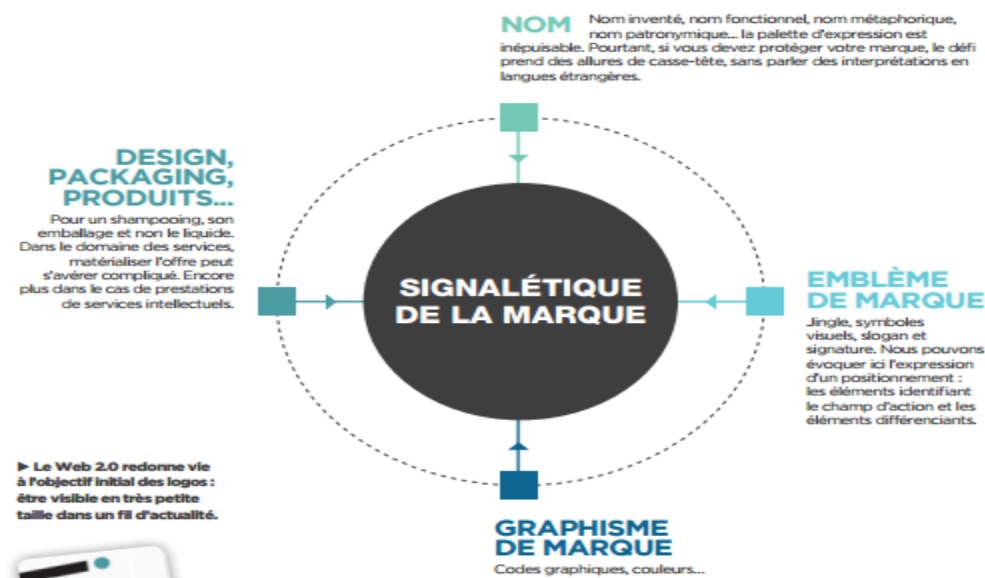 NOM Nom inventé, nom fonctionnel, nom métaphorique,
nom patronymique... la palette d'expression est
inépuisable. Pourtant, si vous devez protéger votre marque, le défi
prend des allures de casse-tête, sans parler des interprétations en
langues étrangères.
DESIGN,
PACKAGING,
PRODUITS...
Pour un shampooing, son
emballage et non le liquide.
Dans le domaine des services,
matérialiser l'offre peut
s'avérer compliqué. Encore
plus dans le cas de prestations
de services intellectuels.
SIGNALÉTIQUE
DE LA MARQUE
EMBLÈME
DE MARQUE
Jingle, symboles
visuels, slogan et
signature. Nous pouvons
évoquer ici l'expression
d'un positionnement :
les éléments identifiant
le champ d'action et les
éléments différenciants.
▶ Le Web 2.0 redonne vie
à l'objectif initial des logos :
être visible en très petite
taille dans un fil d'actualité.
GRAPHISME
DE MARQUE
Codes graphiques, couleurs...